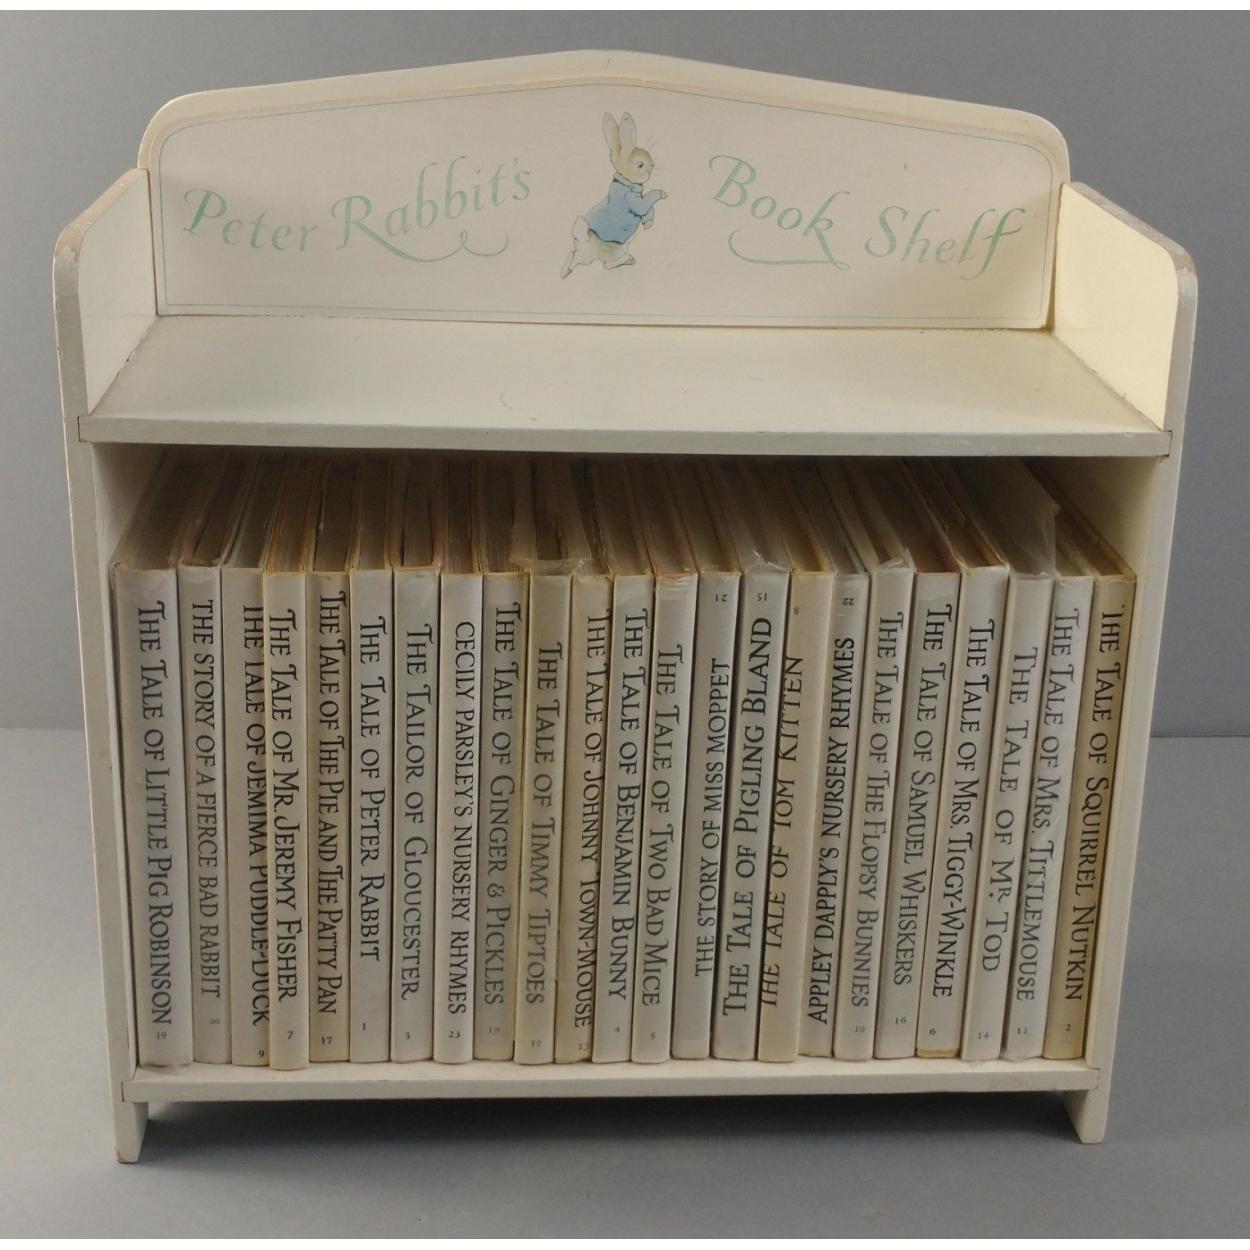 Peter Rabbit's Book Shelf
THE TALE OF LITTLE PIG ROBINSON 19
THE STORY OF A FIERCE BAD RABBIT 20
THE TALE OF JEMIMA PUDDLE-DUCK 9
THE TALE OF MR. JEREMY FISHER 7
THE TALE OF THE PIE AND THE PATTY PAN 17
THE TALE OF PETER RABBIT 1
THE TAILOR OF GLOUCESTER 3
CECILY PARSLEY'S NURSERY RHYMES 23
THE TALE OF GINGER & PICKLES 18
THE TALE OF TIMMY TIPTOES 12
THE TALE OF JOHNNY TOWN-MOUSE 13
THE TALE OF BENJAMIN BUNNY 4
THE TALE OF TWO BAD MICE 5
21 THE STORY OF MISS MOPPET
15 THE TALE OF PIGLING BLAND
8 THE TALE OF TOM KITTEN
22 APPLEY DAPPLY'S NURSERY RHYMES
THE TALE OF THE FLOPSY BUNNIES 10
THE TALE OF SAMUEL WHISKERS 16
THE TALE OF MRS. TIGGY-WINKLE 6
THE TALE OF MR. TOD 14
THE TALE OF MRS. TITTLEMOUSE 11
THE TALE OF SQUIRREL NUTKIN 2